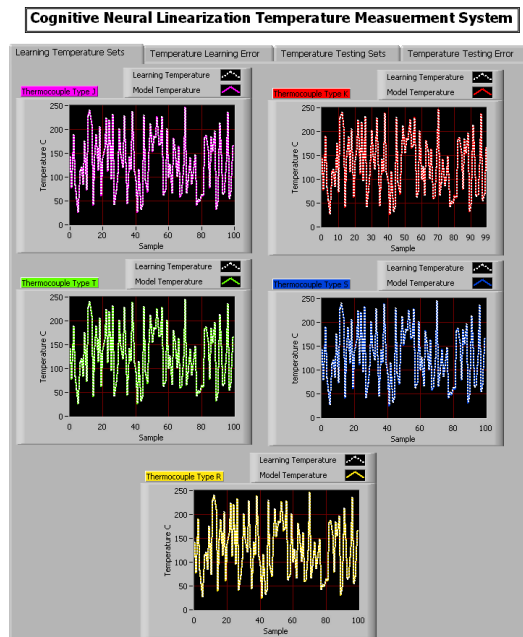 Cognitive Neural Linearization Temperature Measuerment System
Learning Temperature Sets
Temperature Learning Error
Temperature Testing Sets
Temperature Testing Error
Learning Temperature
Thermocouple Type J
Model Temperature
Temperature C
250
200
150
100
50
0
0 20 40 60 80 100
Sample
Learning Temperature
Thermocouple Type K
Model Temperature
Temperature C
250
200
150
100
50
0
0 10 20 30 40 50 60 70 80 90 99
Sample
Learning Temperature
Thermocouple Type T
Model Temperature
Temperature C
250
200
150
100
50
0
0 20 40 60 80 100
Sample
Learning Temperature
Thermocouple Type S
Model Temperature
temperature C
250
200
150
100
50
0
0 20 40 60 80 100
Sample
Learning Temperature
Thermocouple Type R
Model Temperature
Temperature C
250
200
150
100
50
0
0 20 40 60 80 100
Sample